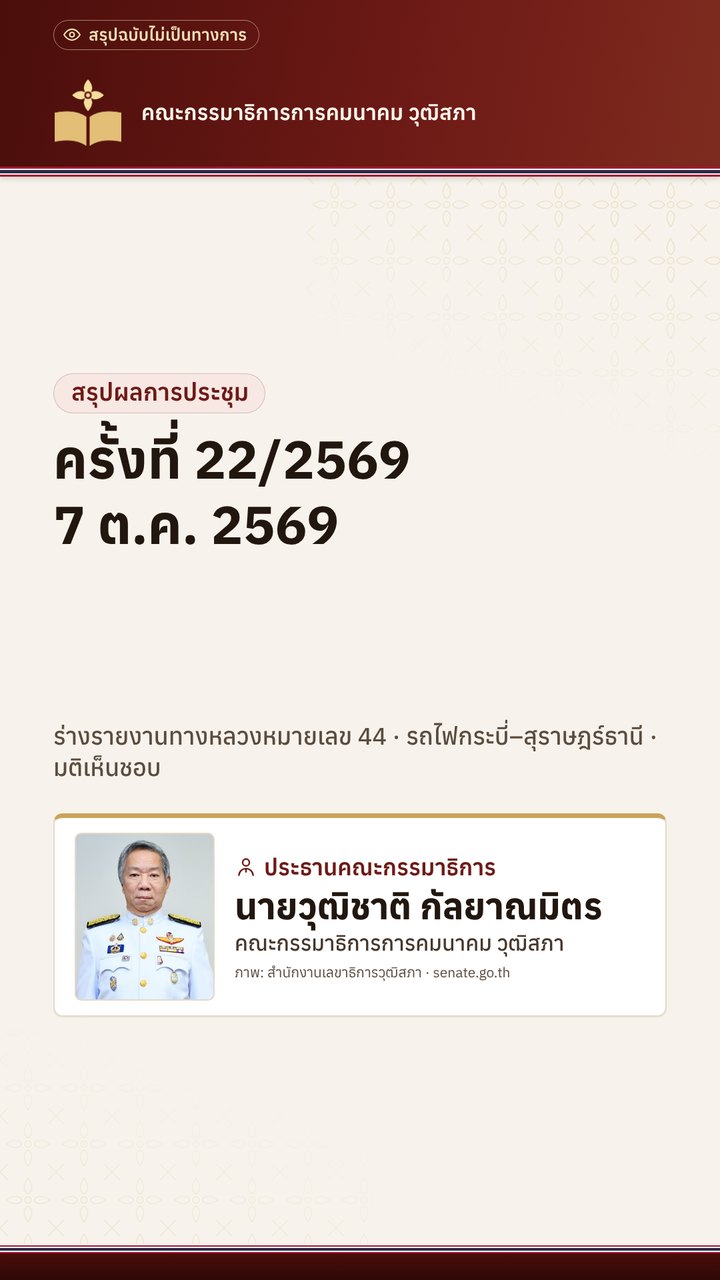 สรุปฉบับไม่เป็นทางการ
คณะกรรมาธิการการคมนาคม วุฒิสภา
สรุปผลการประชุม
ครั้งที่ 22/2569
7 ต.ค. 2569
ร่างรายงานทางหลวงหมายเลข 44 · รถไฟกระบี่–สุราษฎร์ธานี ·
มติเห็นชอบ
ประธานคณะกรรมาธิการ
นายวุฒิชาติ กัลยาณมิตร
คณะกรรมาธิการการคมนาคม วุฒิสภา
ภาพ: สำนักงานเลขาธิการวุฒิสภา · senate.go.th